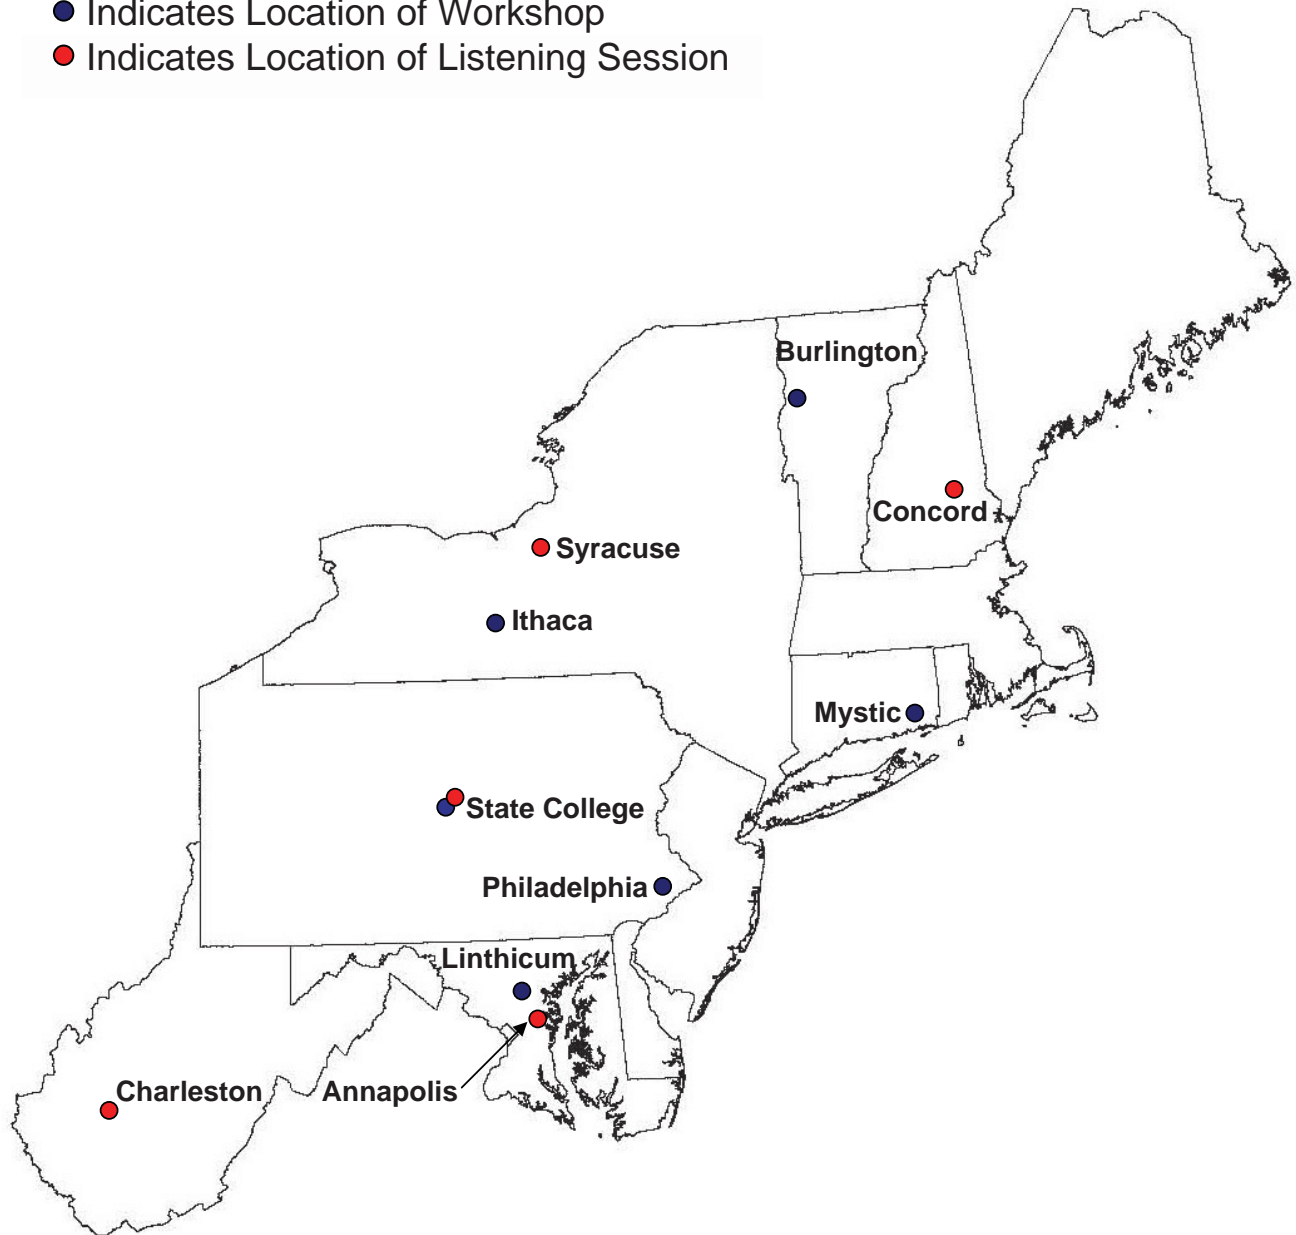 Indicates Location of Workshop
Indicates Location of Listening Session
Burlington
Concord
Syracuse
Ithaca
Mystic
State College
Philadelphia
Linthicum
Charleston
Annapolis